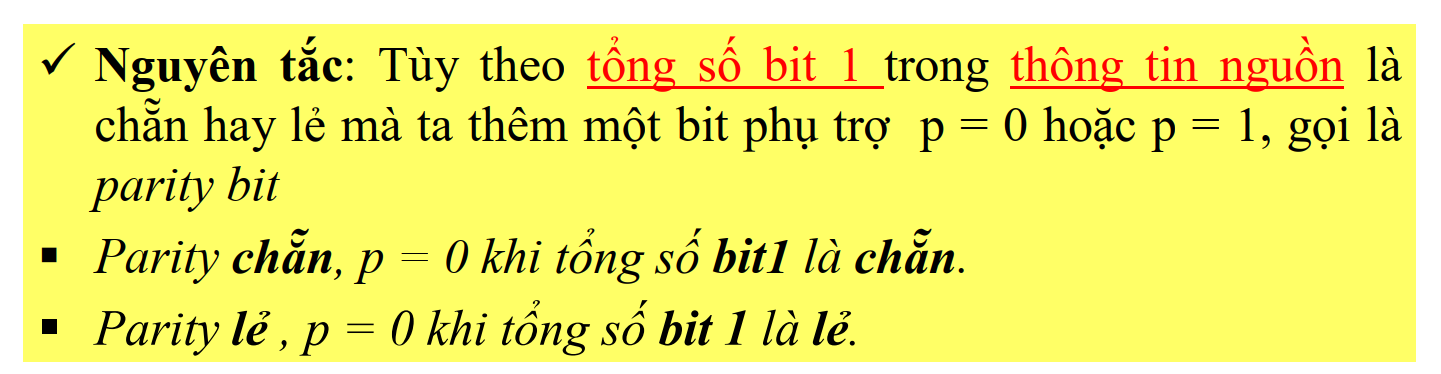 ✓ Nguyên tắc: Tùy theo tổng số bit 1 trong thông tin nguồn là
chẵn hay lẻ mà ta thêm một bit phụ trợ p = 0 hoặc p = 1, gọi là
parity bit
▪ Parity chẵn, p = 0 khi tổng số bit1 là chẵn.
▪ Parity lẻ , p = 0 khi tổng số bit 1 là lẻ.